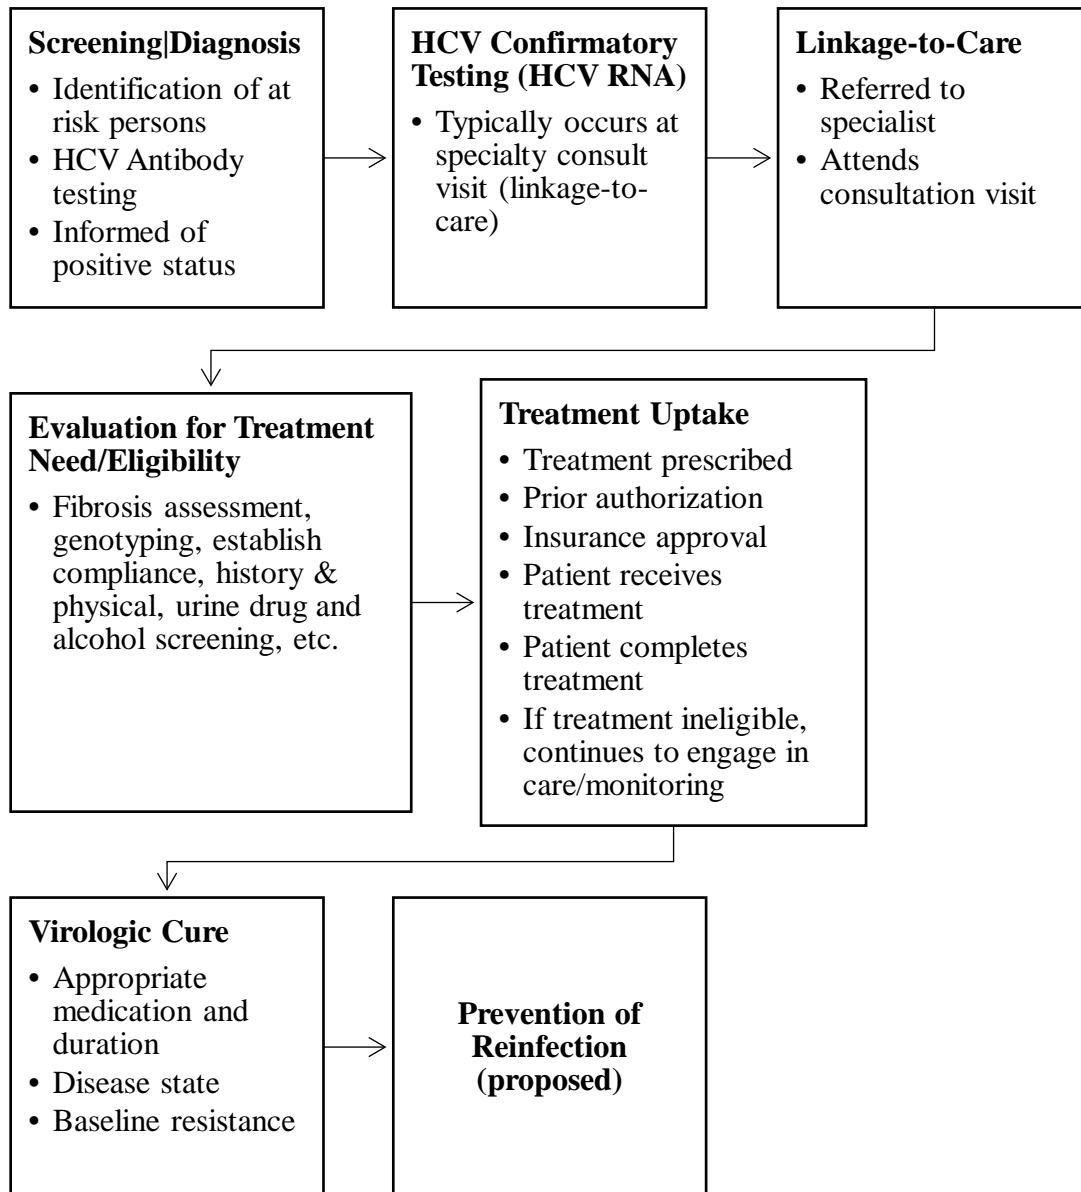 Screening|Diagnosis
• Identification of at
risk persons
• HCV Antibody
testing
• Informed of
positive status
HCV Confirmatory
Testing (HCV RNA)
• Typically occurs at
specialty consult
visit (linkage-to-
care)
Linkage-to-Care
• Referred to
specialist
• Attends
consultation visit
Evaluation for Treatment
Need/Eligibility
• Fibrosis assessment,
genotyping, establish
compliance, history &
physical, urine drug and
alcohol screening, etc.
Treatment Uptake
• Treatment prescribed
• Prior authorization
• Insurance approval
• Patient receives
treatment
• Patient completes
treatment
• If treatment ineligible,
continues to engage in
care/monitoring
Virologic Cure
• Appropriate
medication and
duration
• Disease state
• Baseline resistance
Prevention of
Reinfection
(proposed)